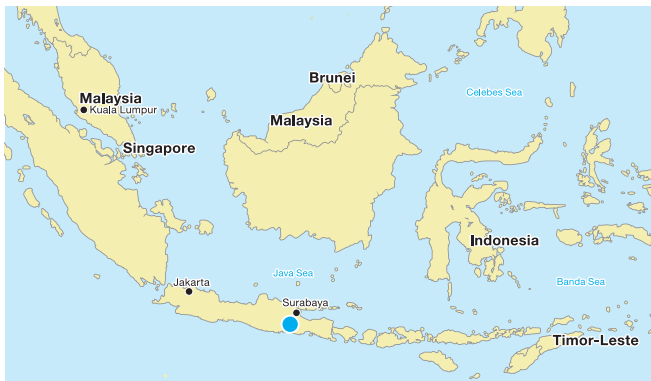 Brunei
Celebes Sea
Malaysia
Kuala Lumpur
Malaysia
Singapore
Indonesia
Java Sea
Banda Sea
Jakarta
Surabaya
Timor-Leste